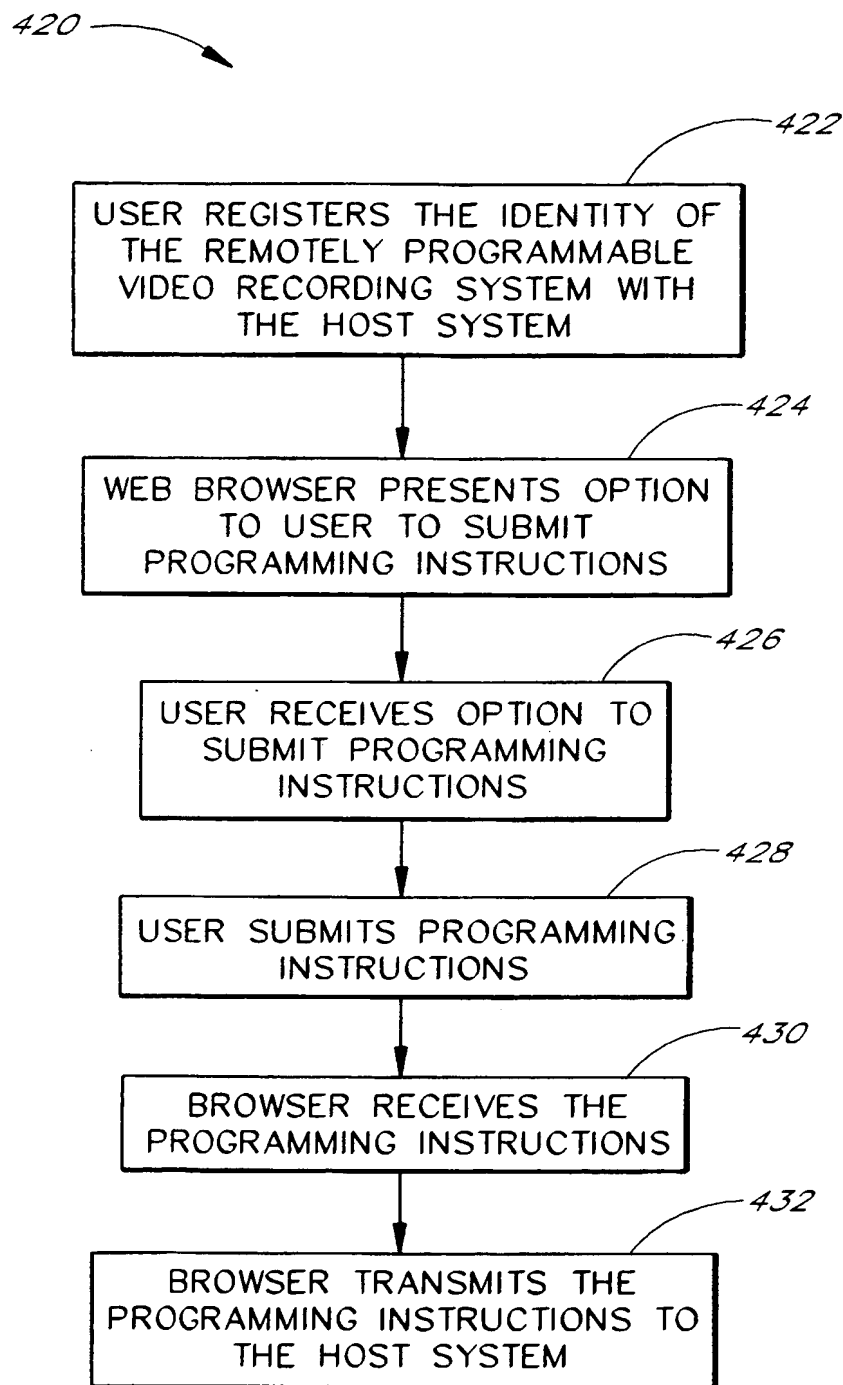 420
422
USER REGISTERS THE IDENTITY OF
THE REMOTELY PROGRAMMABLE
VIDEO RECORDING SYSTEM WITH
THE HOST SYSTEM
424
WEB BROWSER PRESENTS OPTION
TO USER TO SUBMIT
PROGRAMMING INSTRUCTIONS
426
USER RECEIVES OPTION TO
SUBMIT PROGRAMMING
INSTRUCTIONS
428
USER SUBMITS PROGRAMMING
INSTRUCTIONS
430
BROWSER RECEIVES THE
PROGRAMMING INSTRUCTIONS
432
BROWSER TRANSMITS THE
PROGRAMMING INSTRUCTIONS TO
THE HOST SYSTEM